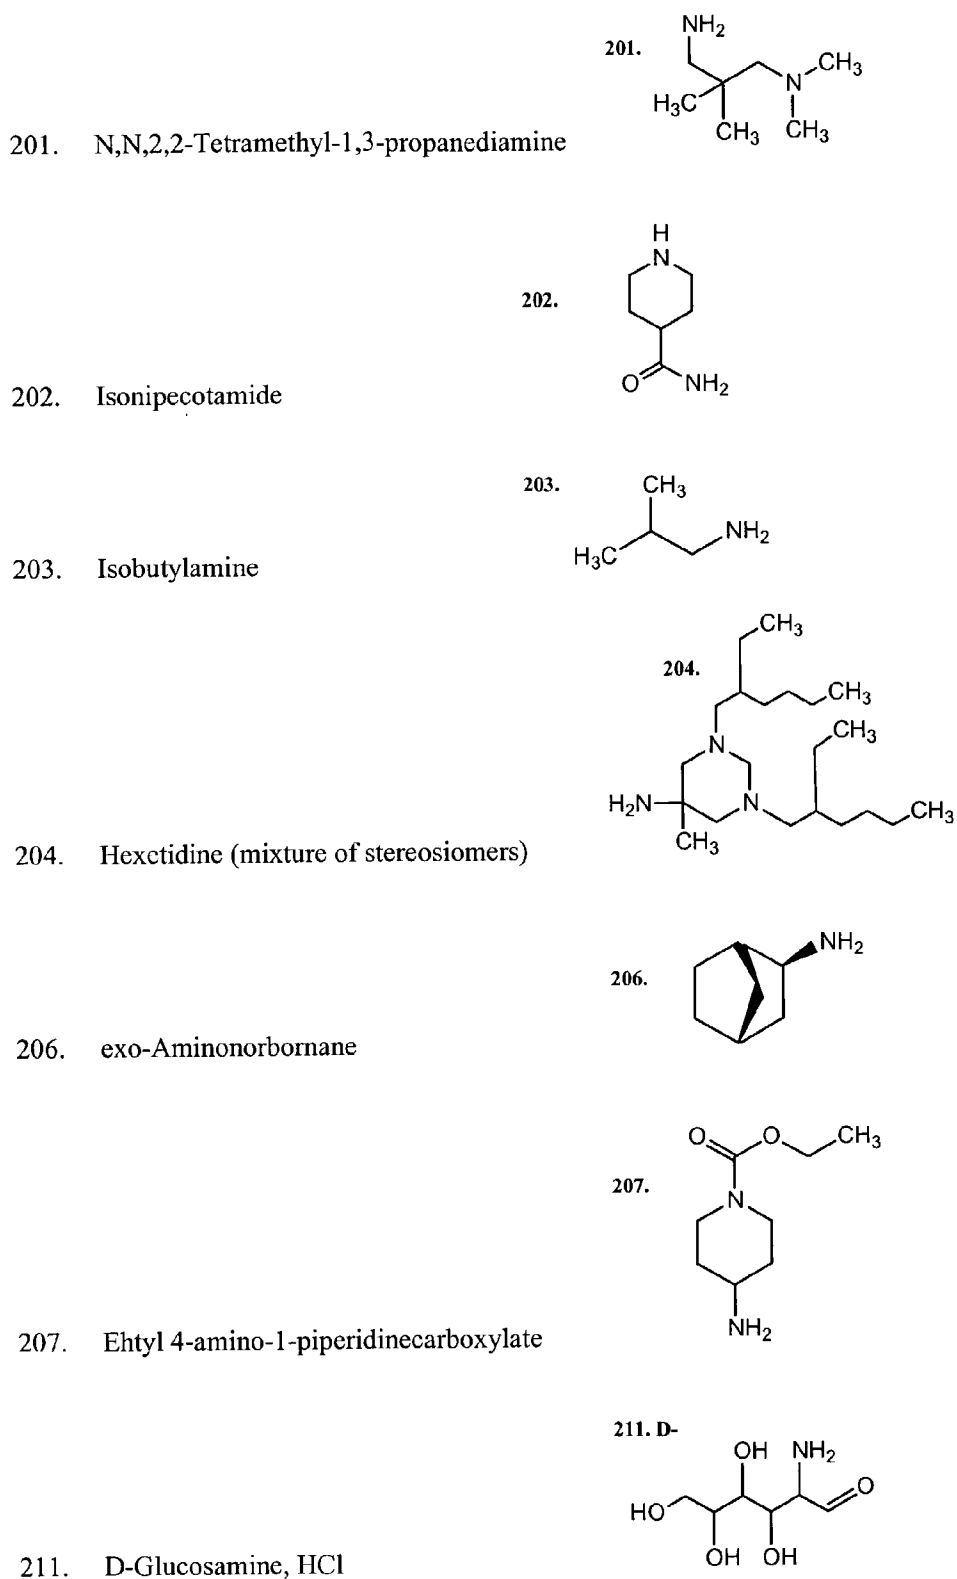 201.
NH2
CH3
N
H3C
CH3
CH3
201. N,N,2,2-Tetramethyl-1,3-propanediamine
H
N
202.
O
NH2
202. Isonipecotamide
203.
CH3
NH2
H3C
203. Isobutylamine
CH3
204.
CH3
CH3
N
H2N
N
CH3
CH3
204. Hexctidine (mixture of stereosiomers)
NH2
206.
206. exo-Aminonorbornane
O
O
CH3
207.
N
NH2
207. Ehtyl 4-amino-1-piperidinecarboxylate
211. D-
OH
NH2
O
HO
OH
OH
211. D-Glucosamine, HCl